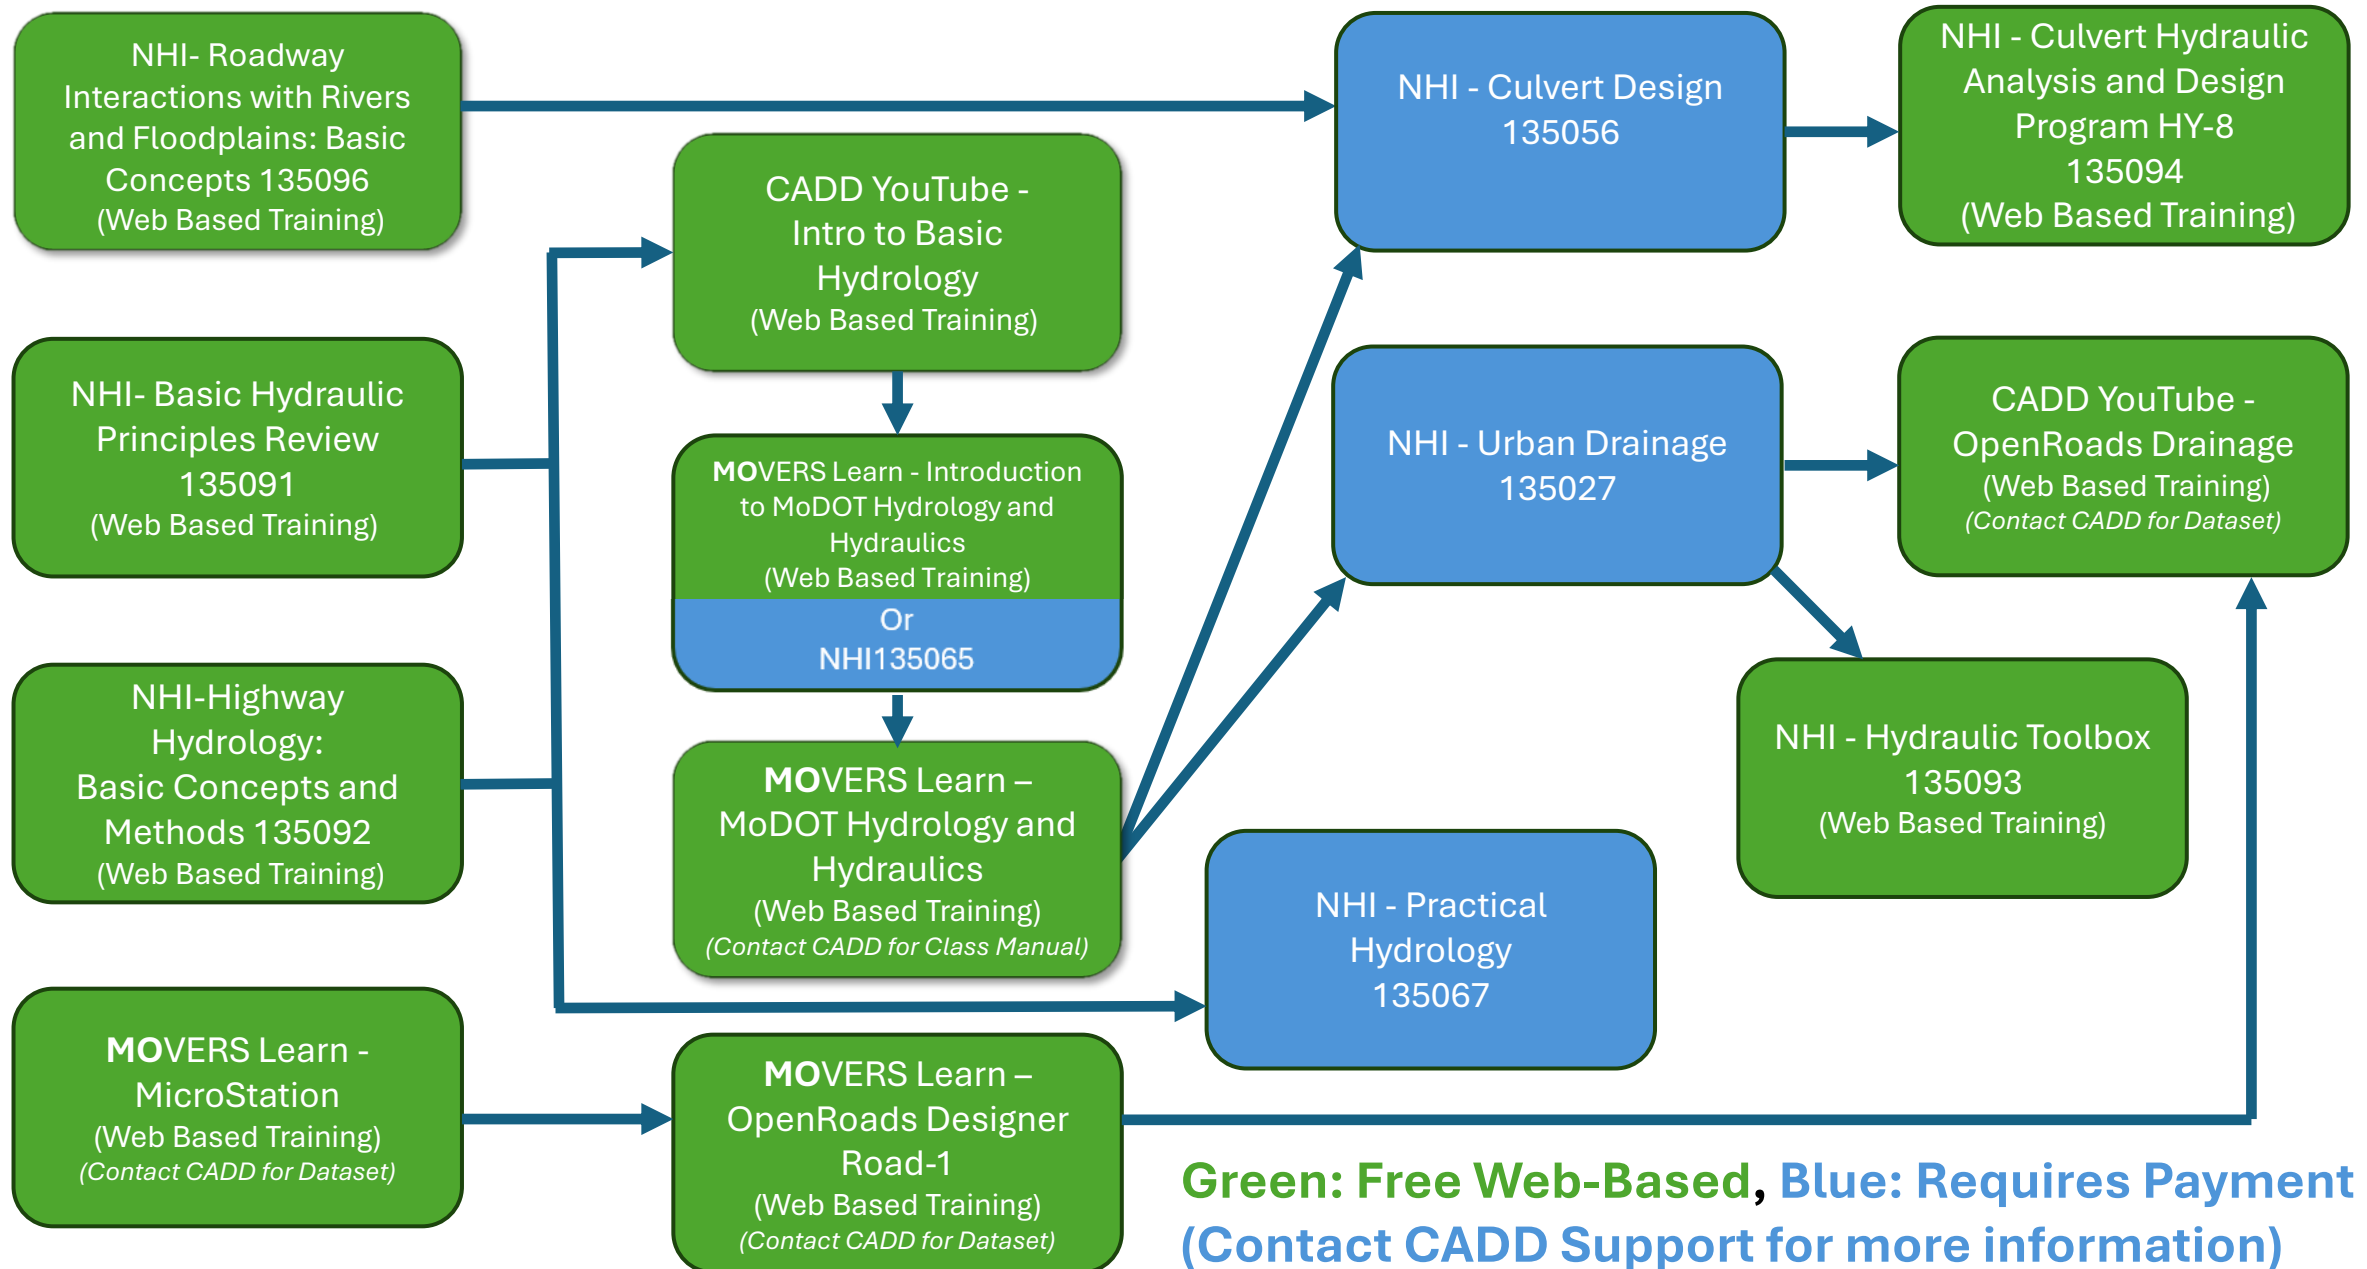 NHI- Roadway
Interactions with Rivers
and Floodplains: Basic
Concepts 135096
(Web Based Training)
NHI- Basic Hydraulic
Principles Review
135091
(Web Based Training)
NHI-Highway
Hydrology:
Basic Concepts and
Methods 135092
(Web Based Training)
MOVERS Learn -
MicroStation
(Web Based Training)
(Contact CADD for Dataset)
CADD YouTube -
Intro to Basic
Hydrology
(Web Based Training)
MOVERS Learn - Introduction
to MoDOT Hydrology and
Hydraulics
(Web Based Training)
Or
NHI135065
MOVERS Learn –
MoDOT Hydrology and
Hydraulics
(Web Based Training)
(Contact CADD for Class Manual)
MOVERS Learn –
OpenRoads Designer
Road-1
(Web Based Training)
(Contact CADD for Dataset)
NHI - Culvert Design
135056
NHI - Urban Drainage
135027
NHI - Practical
Hydrology
135067
NHI - Culvert Hydraulic
Analysis and Design
Program HY-8
135094
(Web Based Training)
CADD YouTube -
OpenRoads Drainage
(Web Based Training)
(Contact CADD for Dataset)
NHI - Hydraulic Toolbox
135093
(Web Based Training)
Green: Free Web-Based, Blue: Requires Payment
(Contact CADD Support for more information)